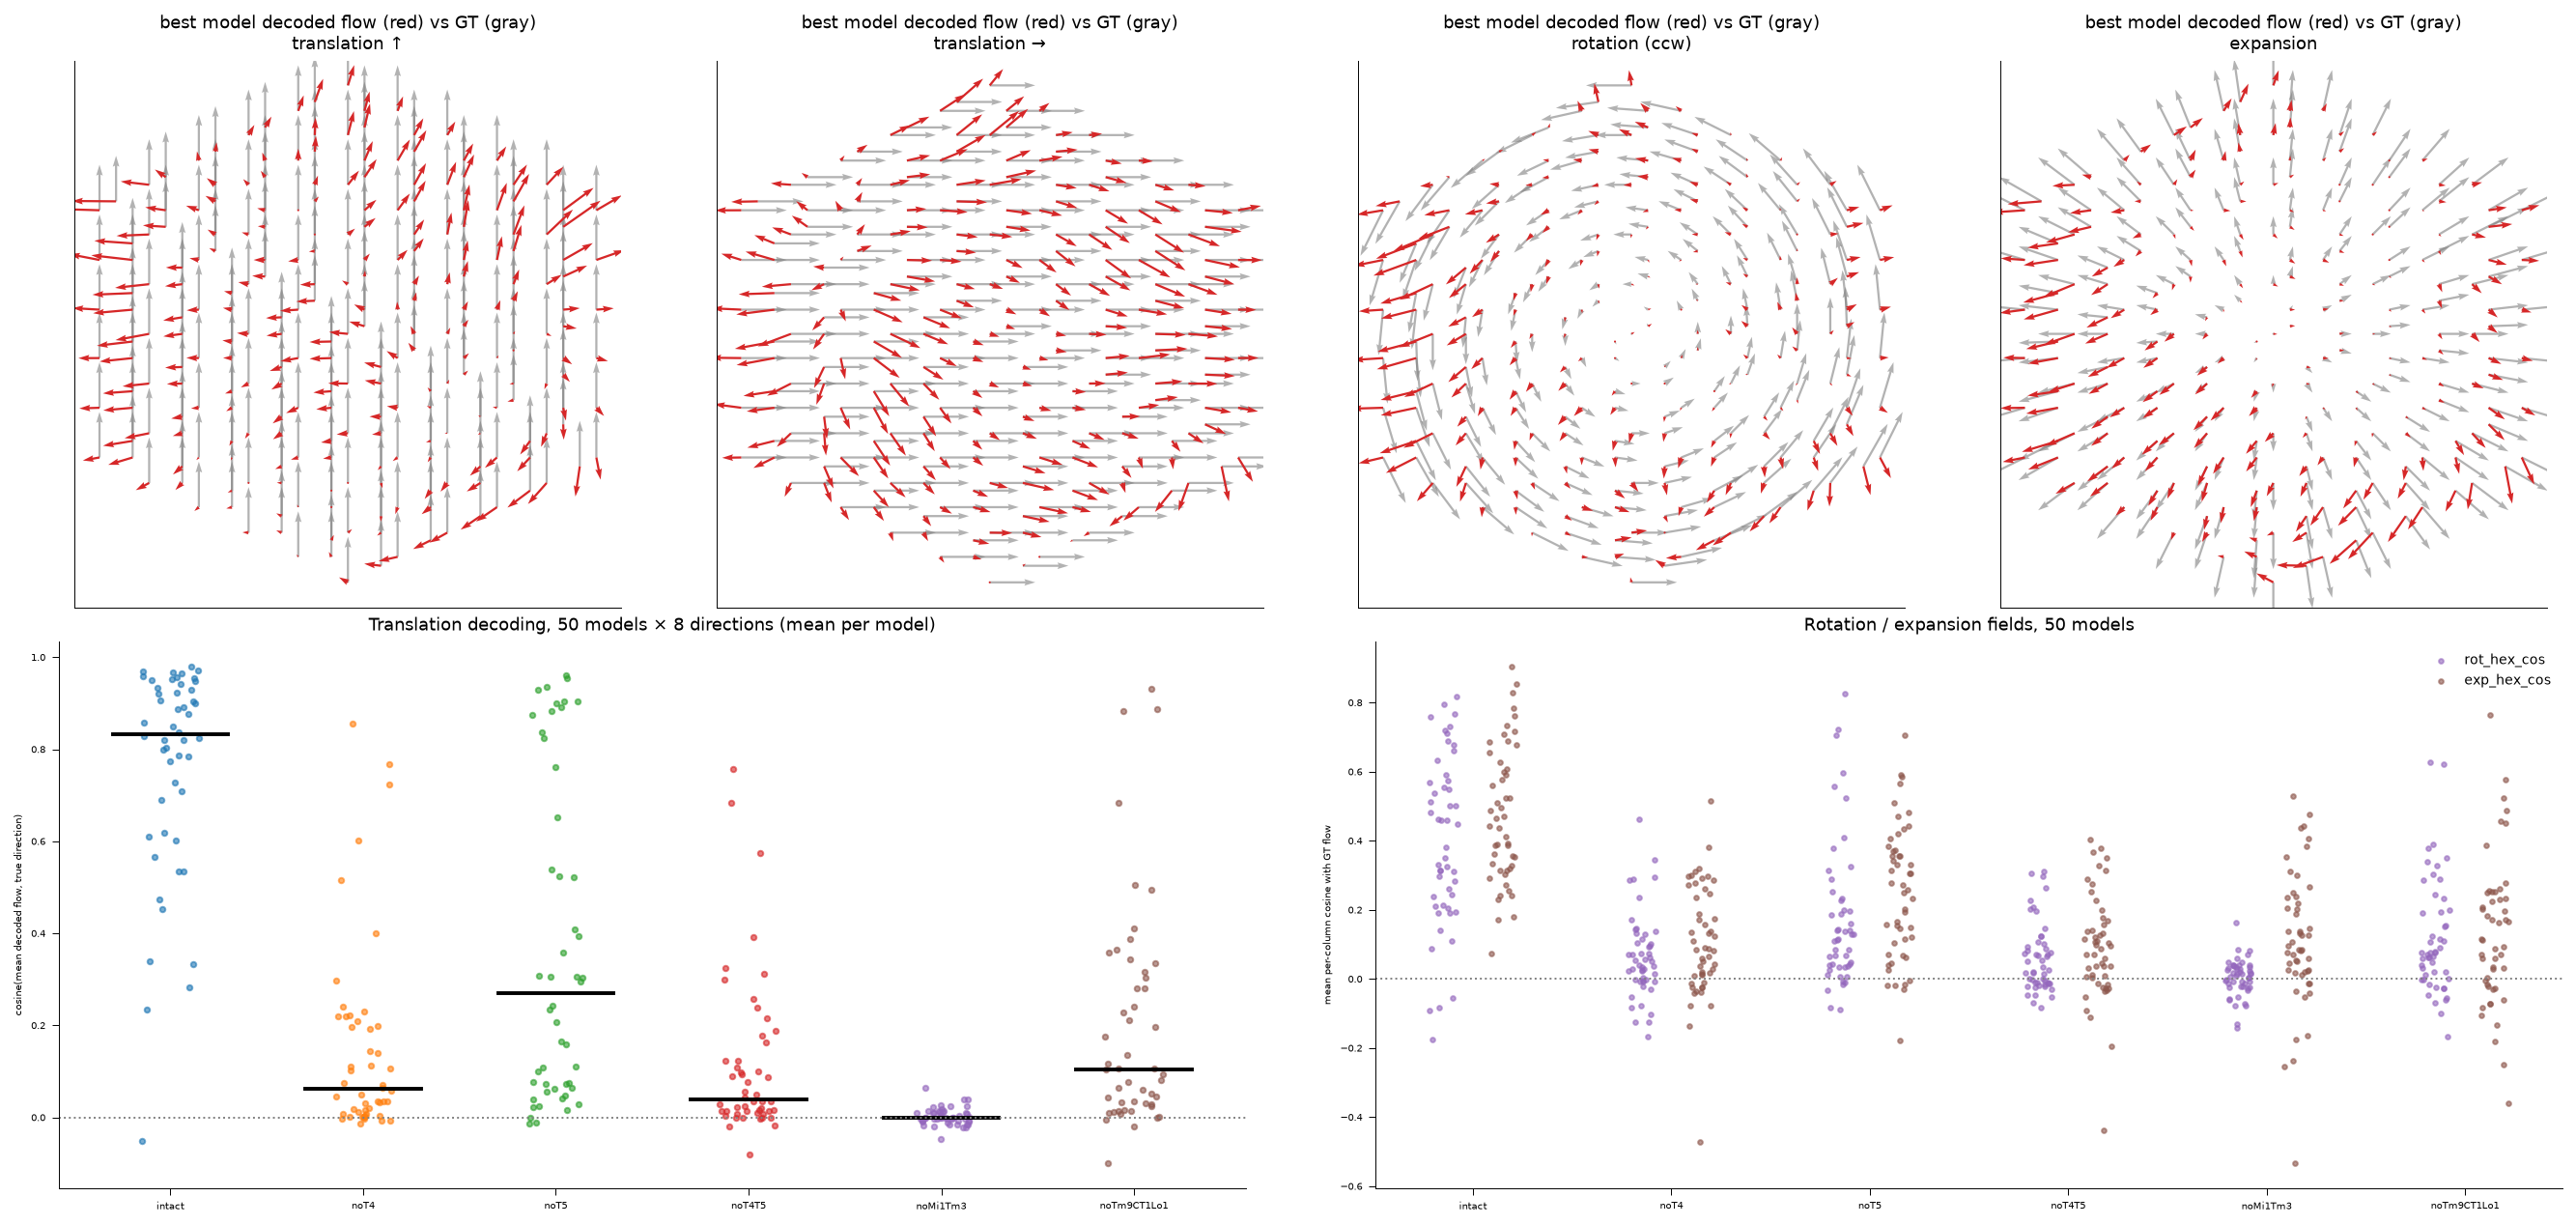 best model decoded flow (red) vs GT (gray)
translation ↑
best model decoded flow (red) vs GT (gray)
translation →
best model decoded flow (red) vs GT (gray)
rotation (ccw)
best model decoded flow (red) vs GT (gray)
expansion
Translation decoding, 50 models × 8 directions (mean per model)
cosine(mean decoded flow, true direction)
1.0
0.8
0.6
0.4
0.2
0.0
intact
noT4
noT5
noT4T5
noMi1Tm3
noTm9CT1Lo1
Rotation / expansion fields, 50 models
mean per-column cosine with GT flow
0.8
0.6
0.4
0.2
0.0
−0.2
−0.4
−0.6
rot_hex_cos
exp_hex_cos
intact
noT4
noT5
noT4T5
noMi1Tm3
noTm9CT1Lo1